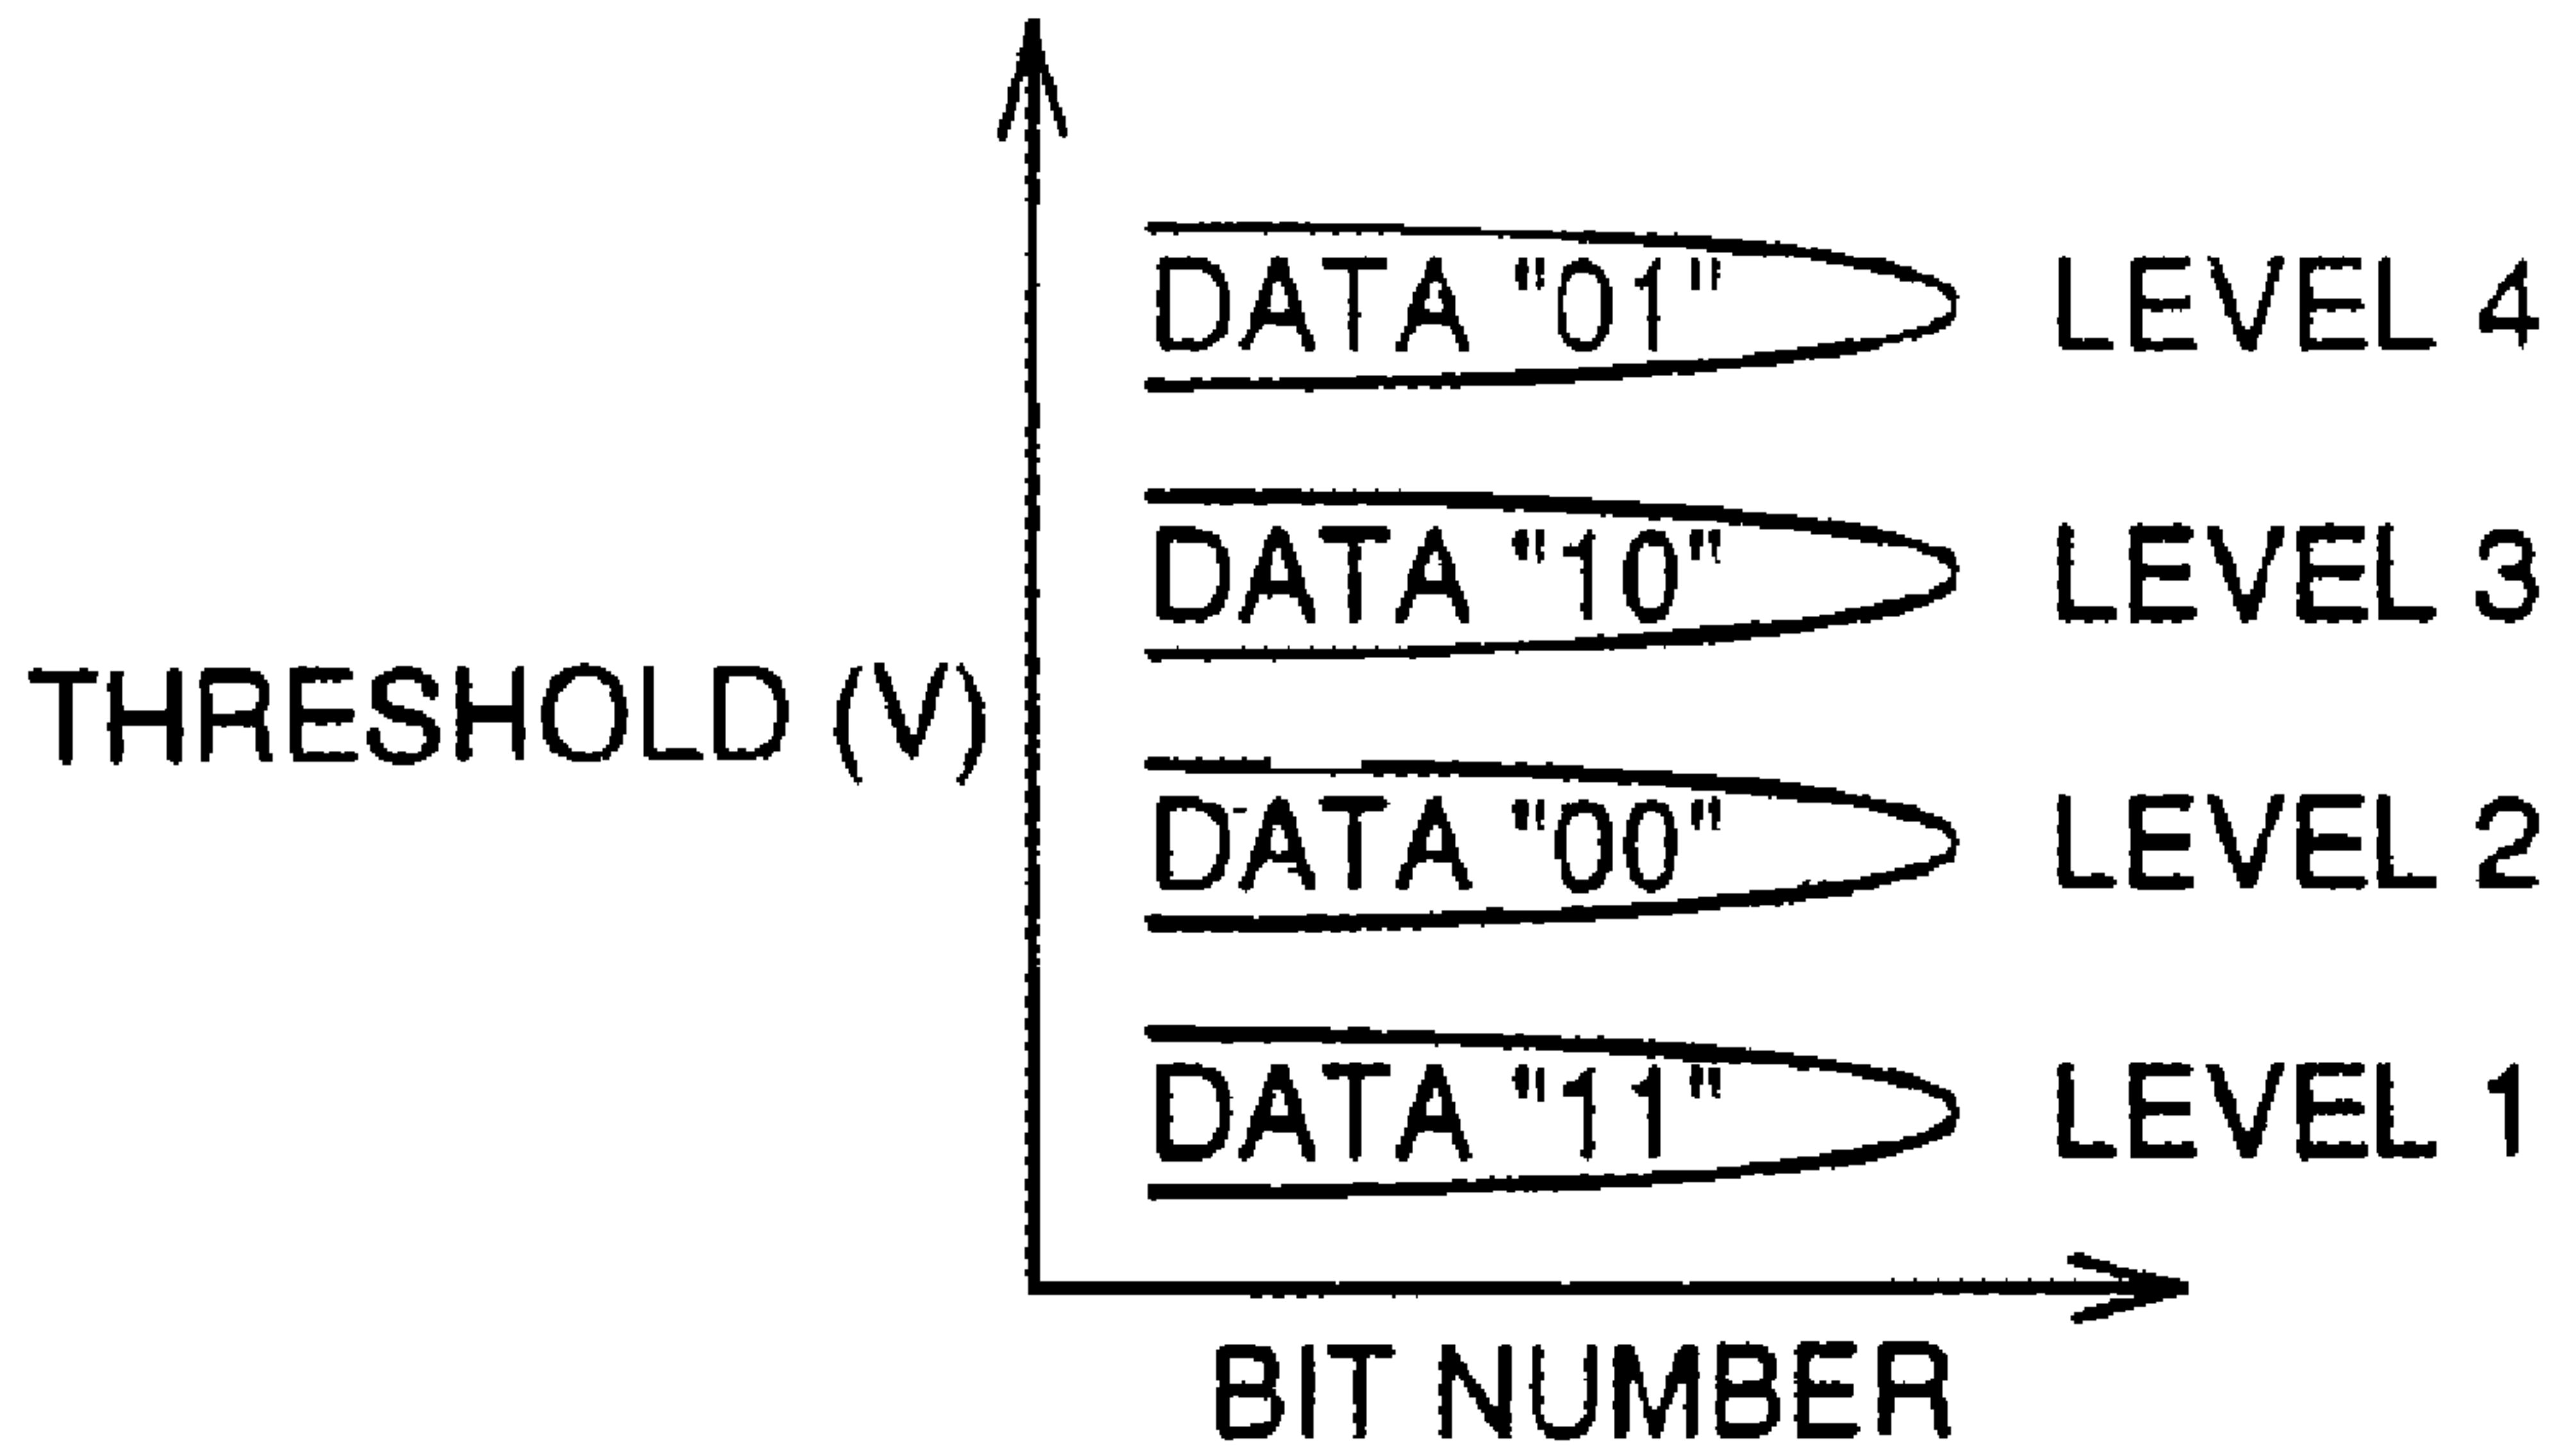 DATA "01" LEVEL 4
DATA "10" LEVEL 3
THRESHOLD (V)
DATA "00" LEVEL 2
DATA "11" LEVEL 1
BIT NUMBER